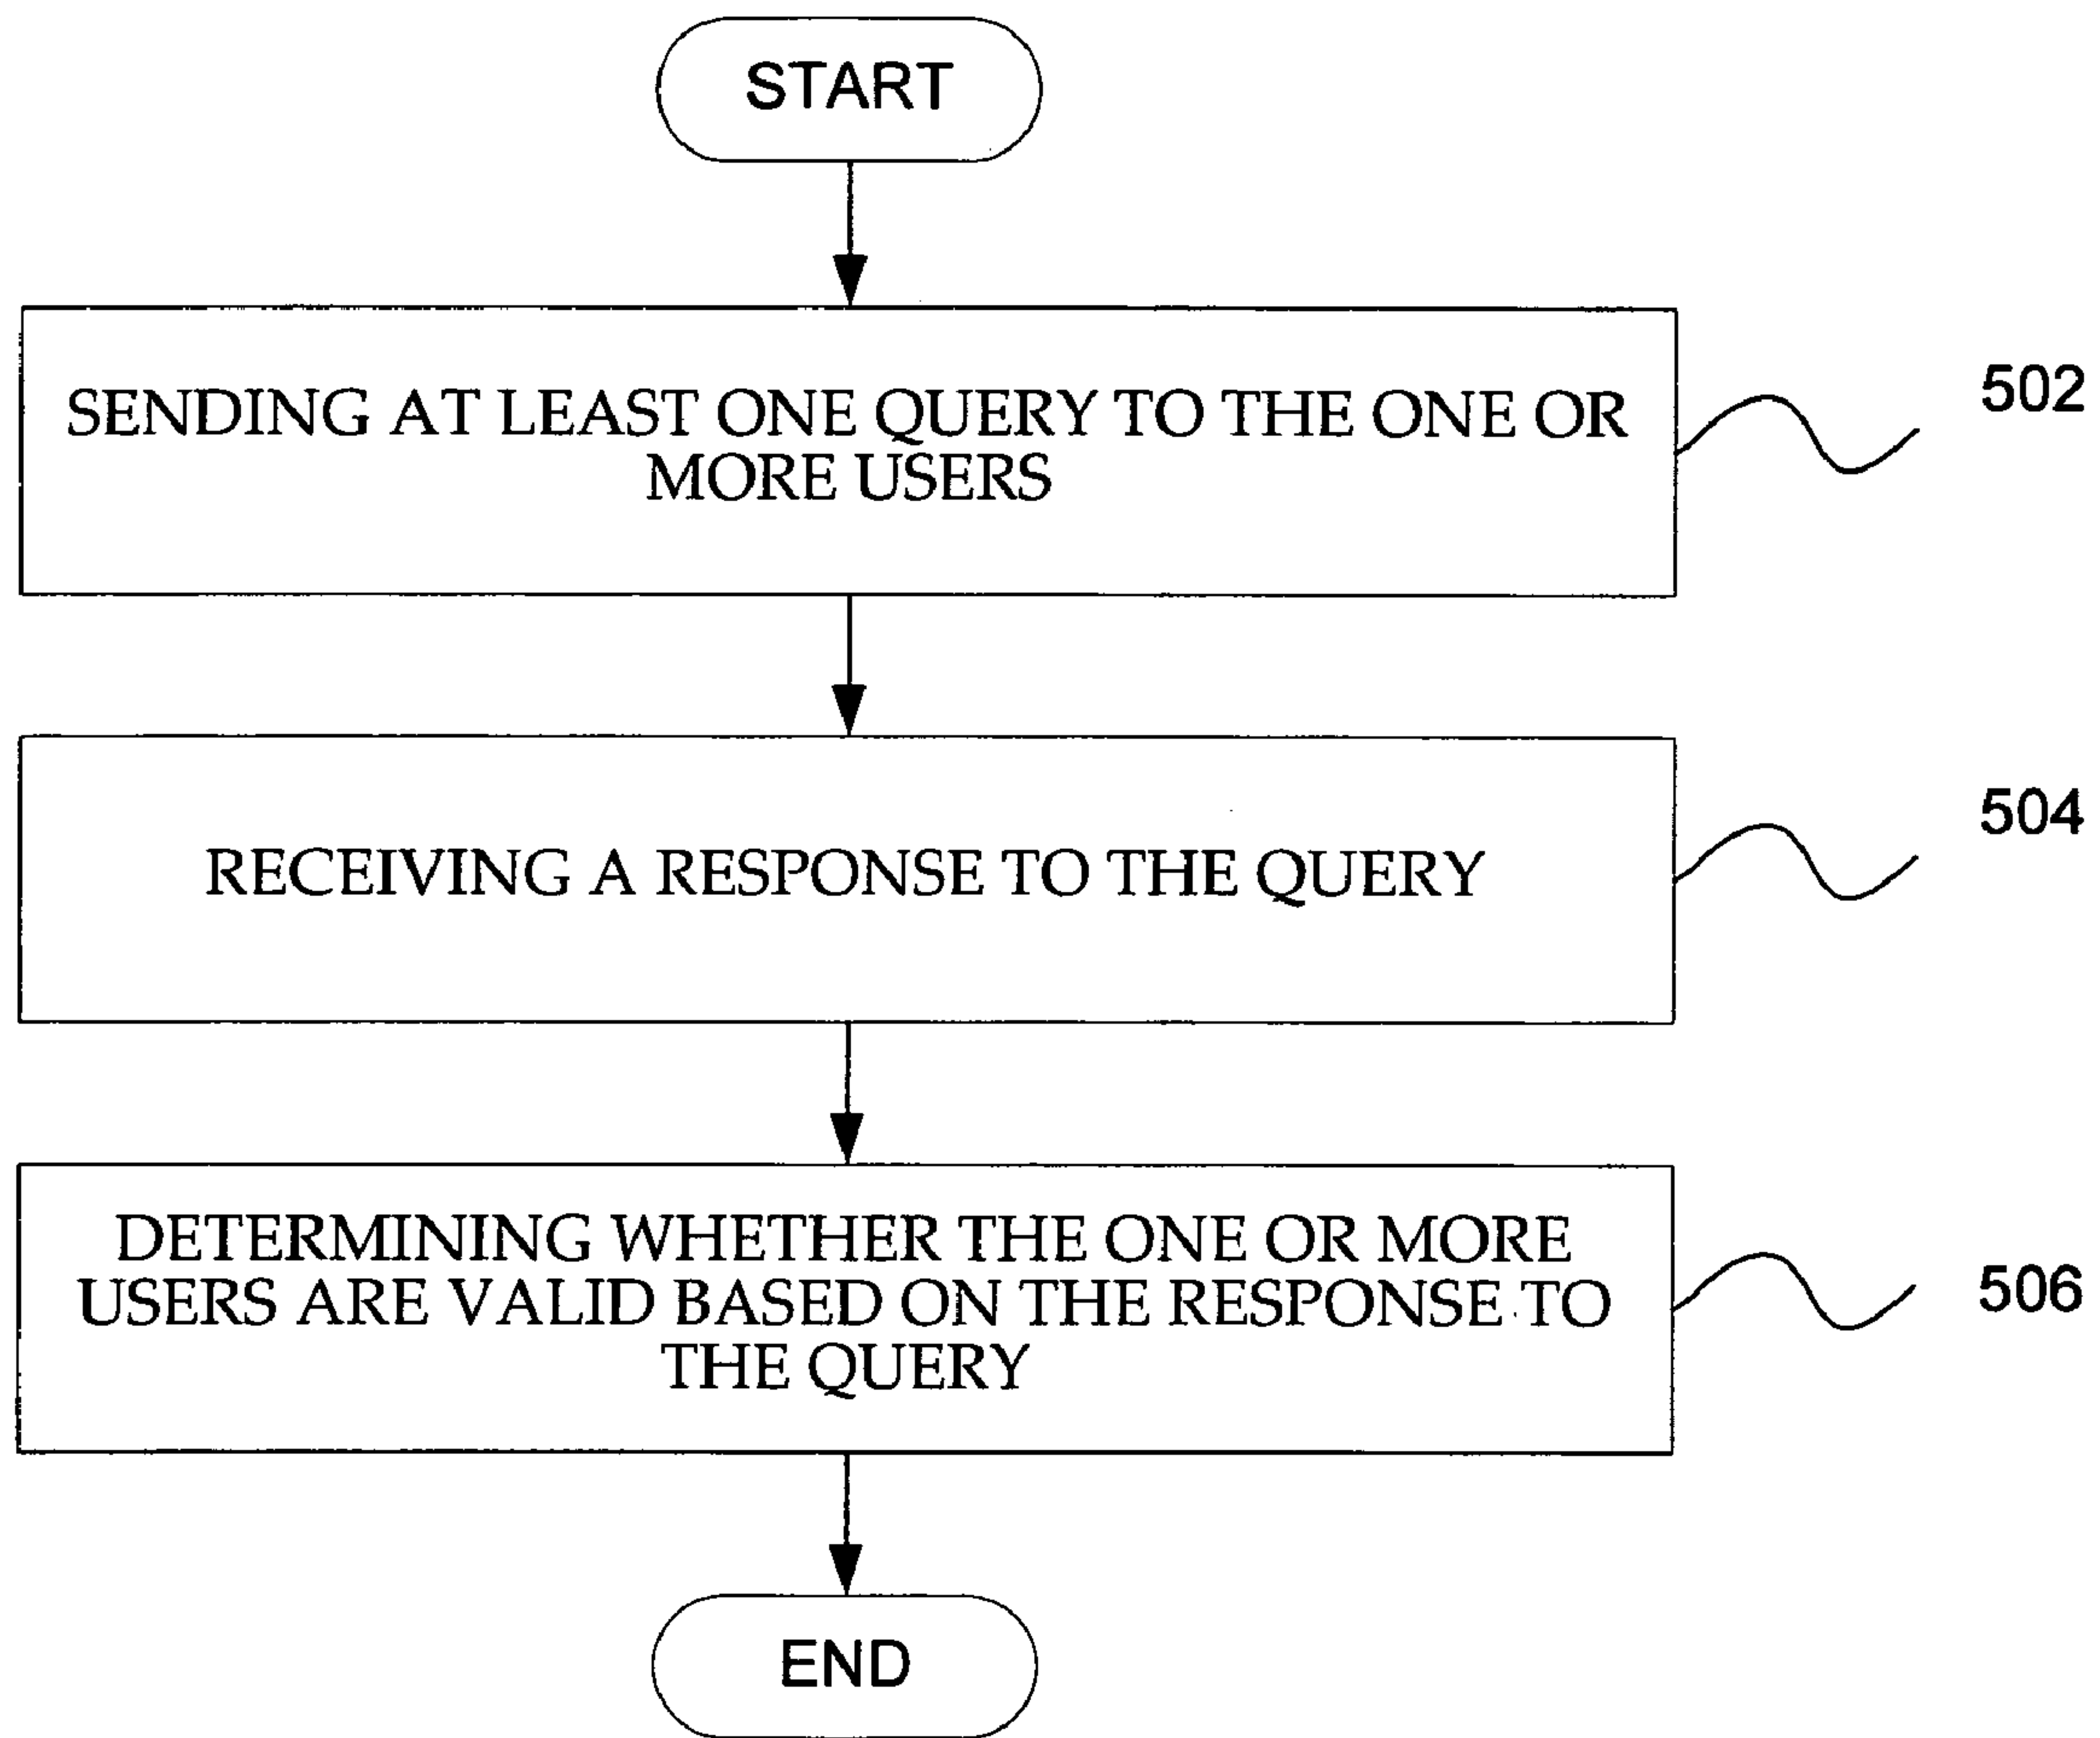 START
SENDING AT LEAST ONE QUERY TO THE ONE OR
MORE USERS
502
RECEIVING A RESPONSE TO THE QUERY
504
DETERMINING WHETHER THE ONE OR MORE
USERS ARE VALID BASED ON THE RESPONSE TO
THE QUERY
506
END